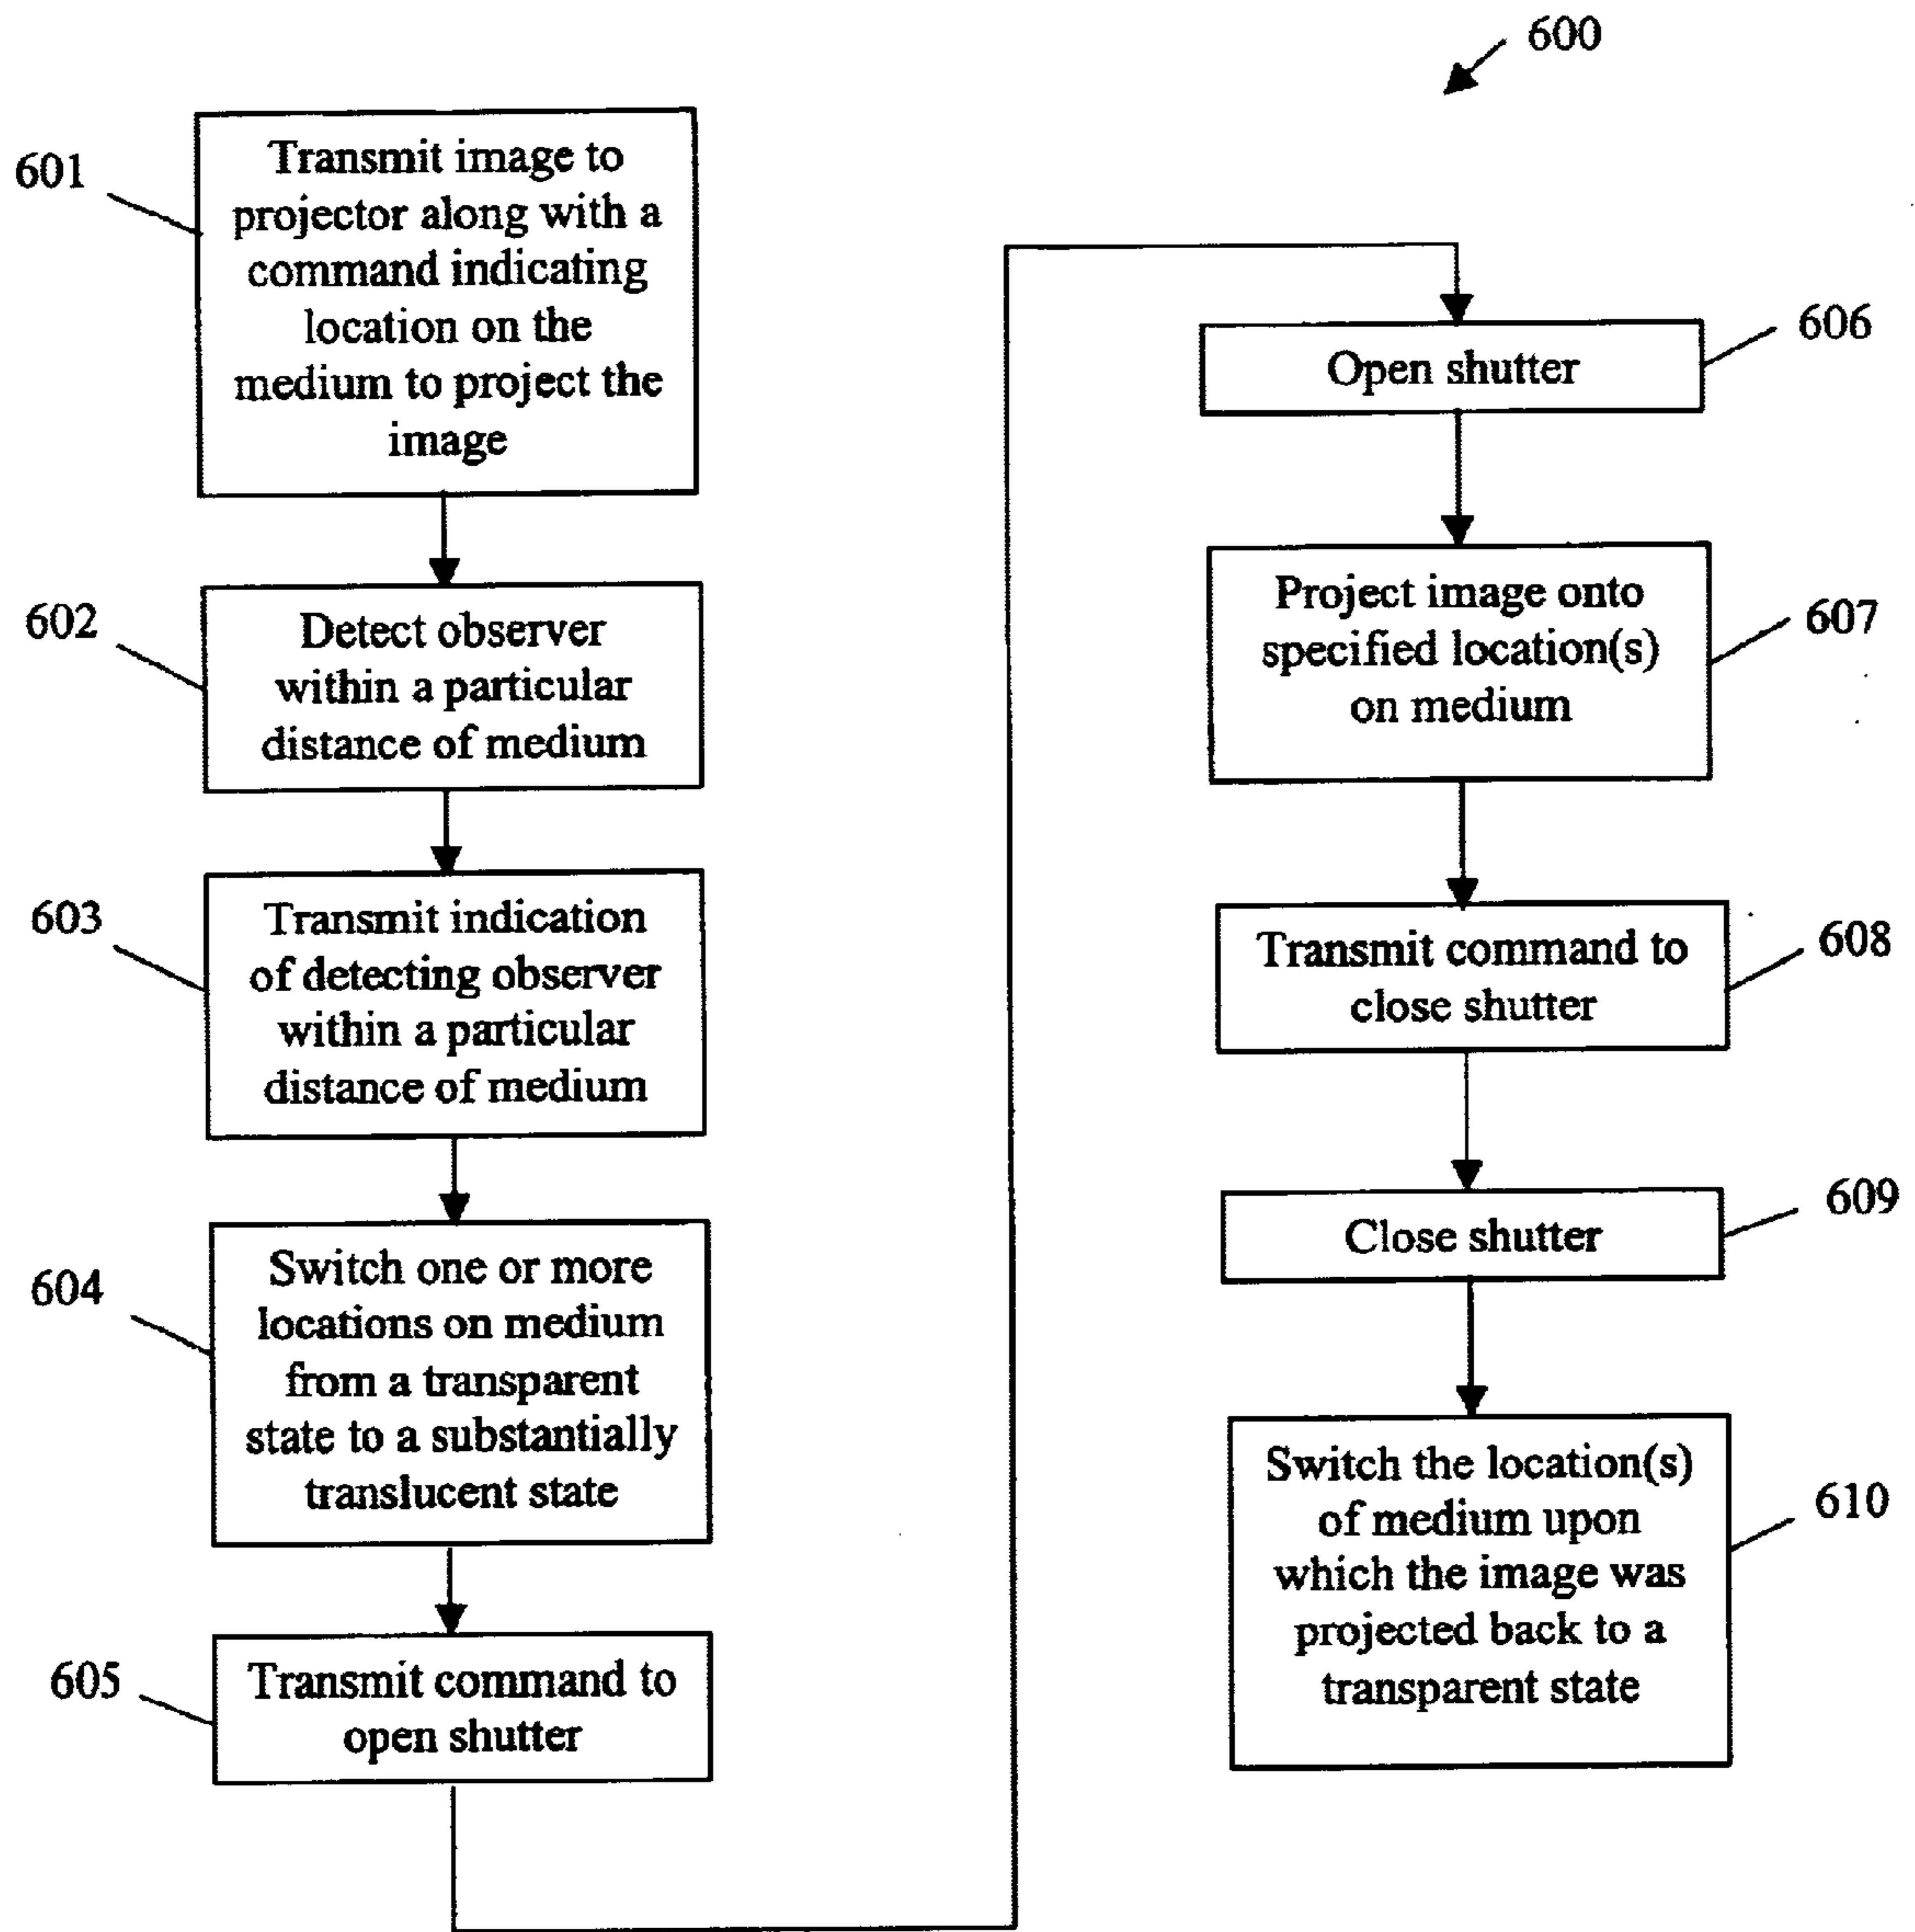 600
601
Transmit image to
projector along with a
command indicating
location on the
medium to project the
image
602
Detect observer
within a particular
distance of medium
603
Transmit indication
of detecting observer
within a particular
distance of medium
604
Switch one or more
locations on medium
from a transparent
state to a substantially
translucent state
605
Transmit command to
open shutter
606
Open shutter
607
Project image onto
specified location(s)
on medium
608
Transmit command to
close shutter
609
Close shutter
610
Switch the location(s)
of medium upon
which the image was
projected back to a
transparent state